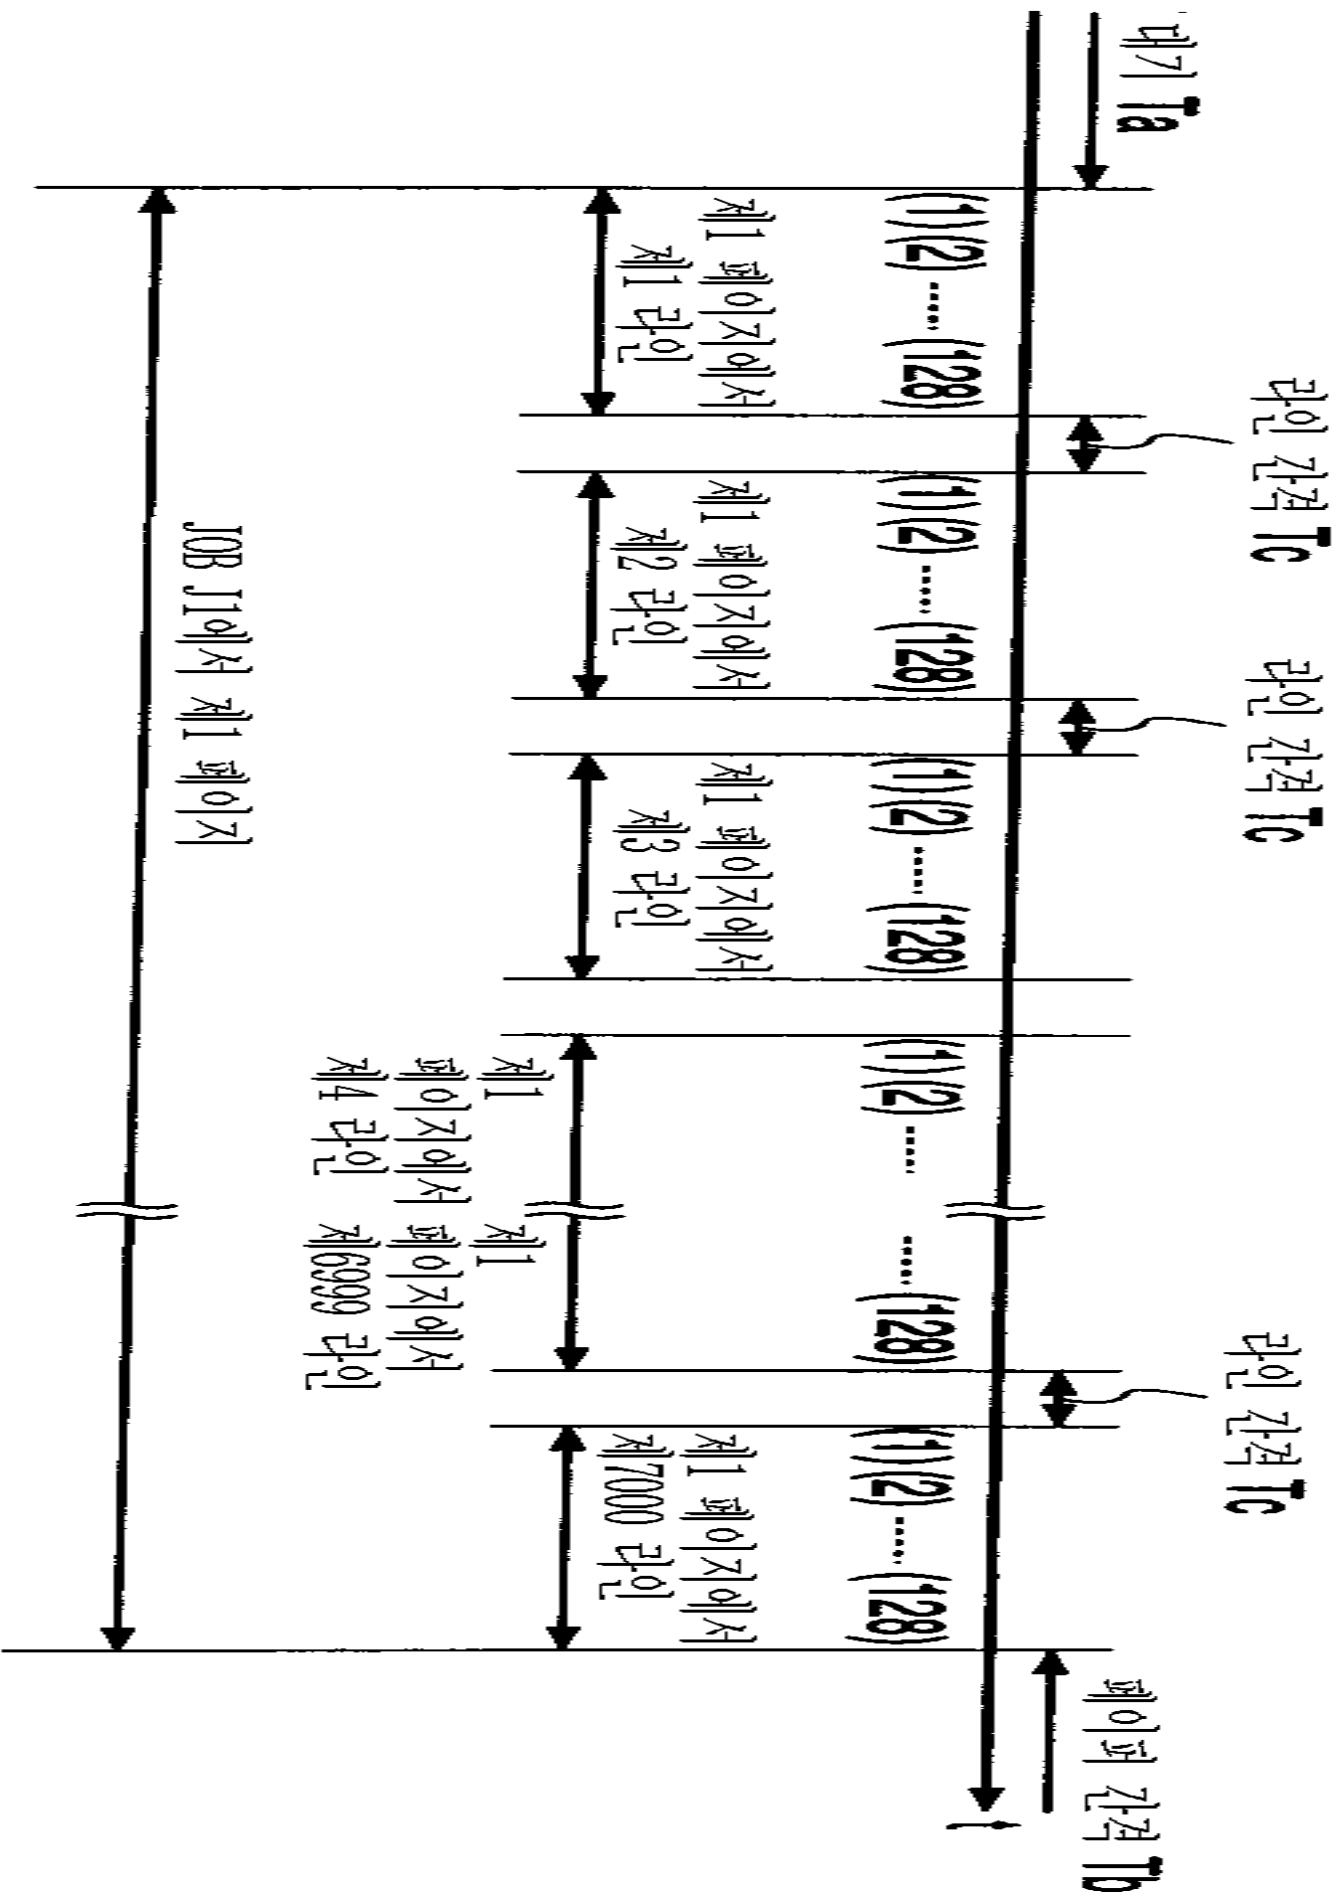 대기 Ta
라인 간격 Tc
라인 간격 Tc
라인 간격 Tc
페이퍼 간격 Tb
t
(1)(2)·····(128)
(1)(2)·····(128)
(1)(2)·····(128)
(1)(2)·····
·····(128)
(1)(2)·····(128)
제1 페이지에서
제1 라인
제1 페이지에서
제2 라인
제1 페이지에서
제3 라인
제1
페이지에서
제4 라인
제1
페이지에서
제6999 라인
제1 페이지에서
제7000 라인
JOB J1에서 제1 페이지